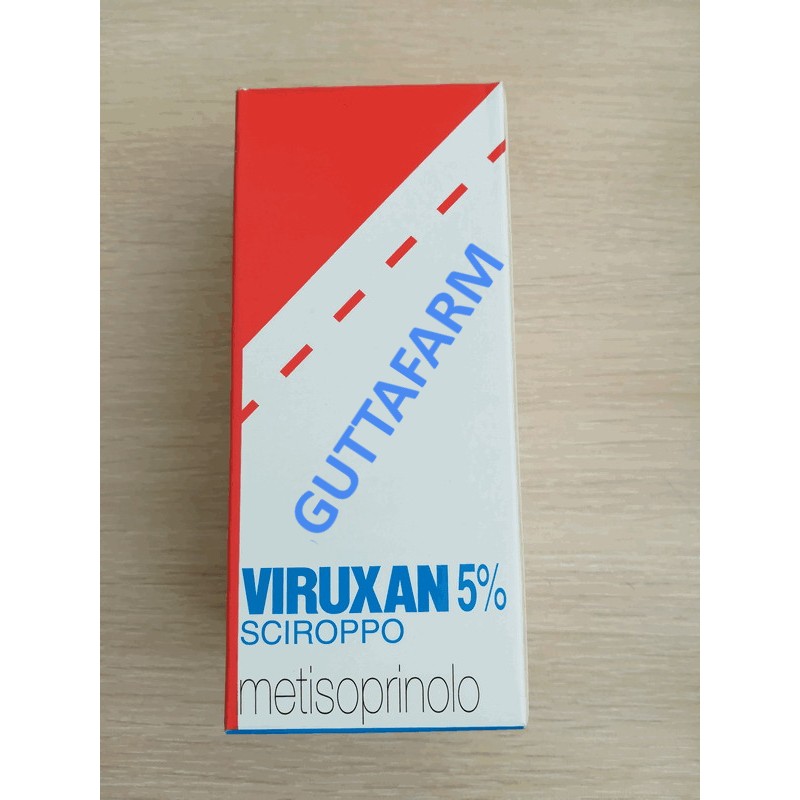 GUTTAFARM
VIRUXAN 5%
SCIROPPO
metisoprinolo